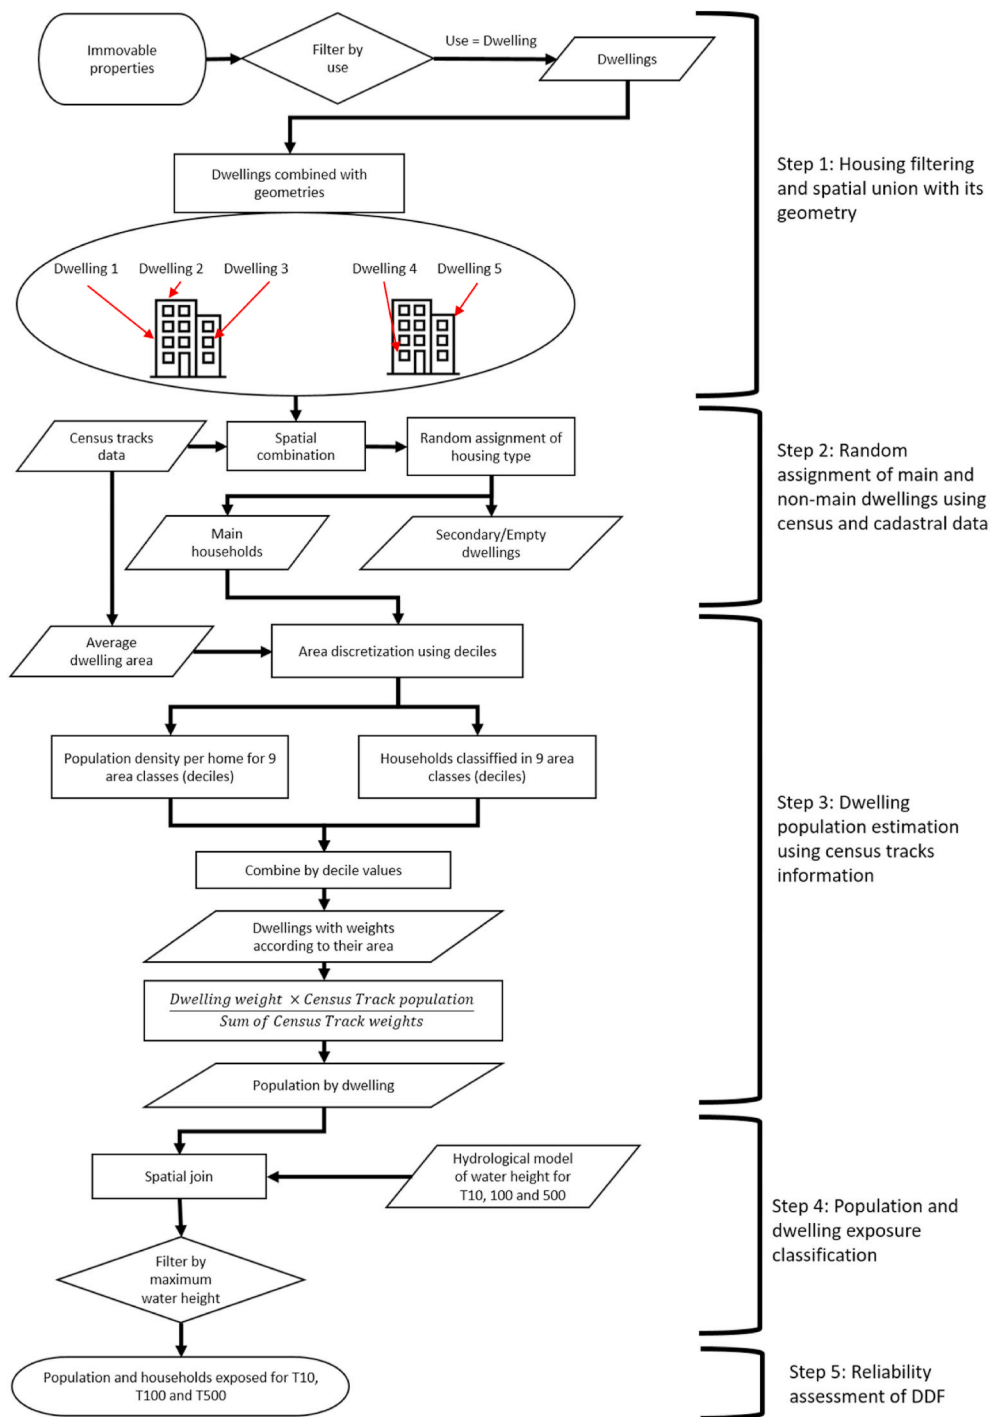 Immovable
properties
Filter by
use
Use = Dwelling
Dwellings
Dwellings combined with
geometries
Dwelling 1
Dwelling 2
Dwelling 3
Dwelling 4
Dwelling 5
Step 1: Housing filtering
and spatial union with its
geometry
Census tracks
data
Spatial
combination
Random assignment of
housing type
Main
households
Secondary/Empty
dwellings
Step 2: Random
assignment of main and
non-main dwellings using
census and cadastral data
Average
dwelling area
Area discretization using deciles
Population density per home for 9
area classes (deciles)
Households classiffied in 9 area
classes (deciles)
Combine by decile values
Dwellings with weights
according to their area
Dwelling weight × Census Track population
Sum of Census Track weights
Population by dwelling
Step 3: Dwelling
population estimation
using census tracks
information
Spatial join
Hydrological model
of water height for
T10, 100 and 500
Filter by
maximum
water height
Step 4: Population and
dwelling exposure
classification
Population and households exposed for T10,
T100 and T500
Step 5: Reliability
assessment of DDF